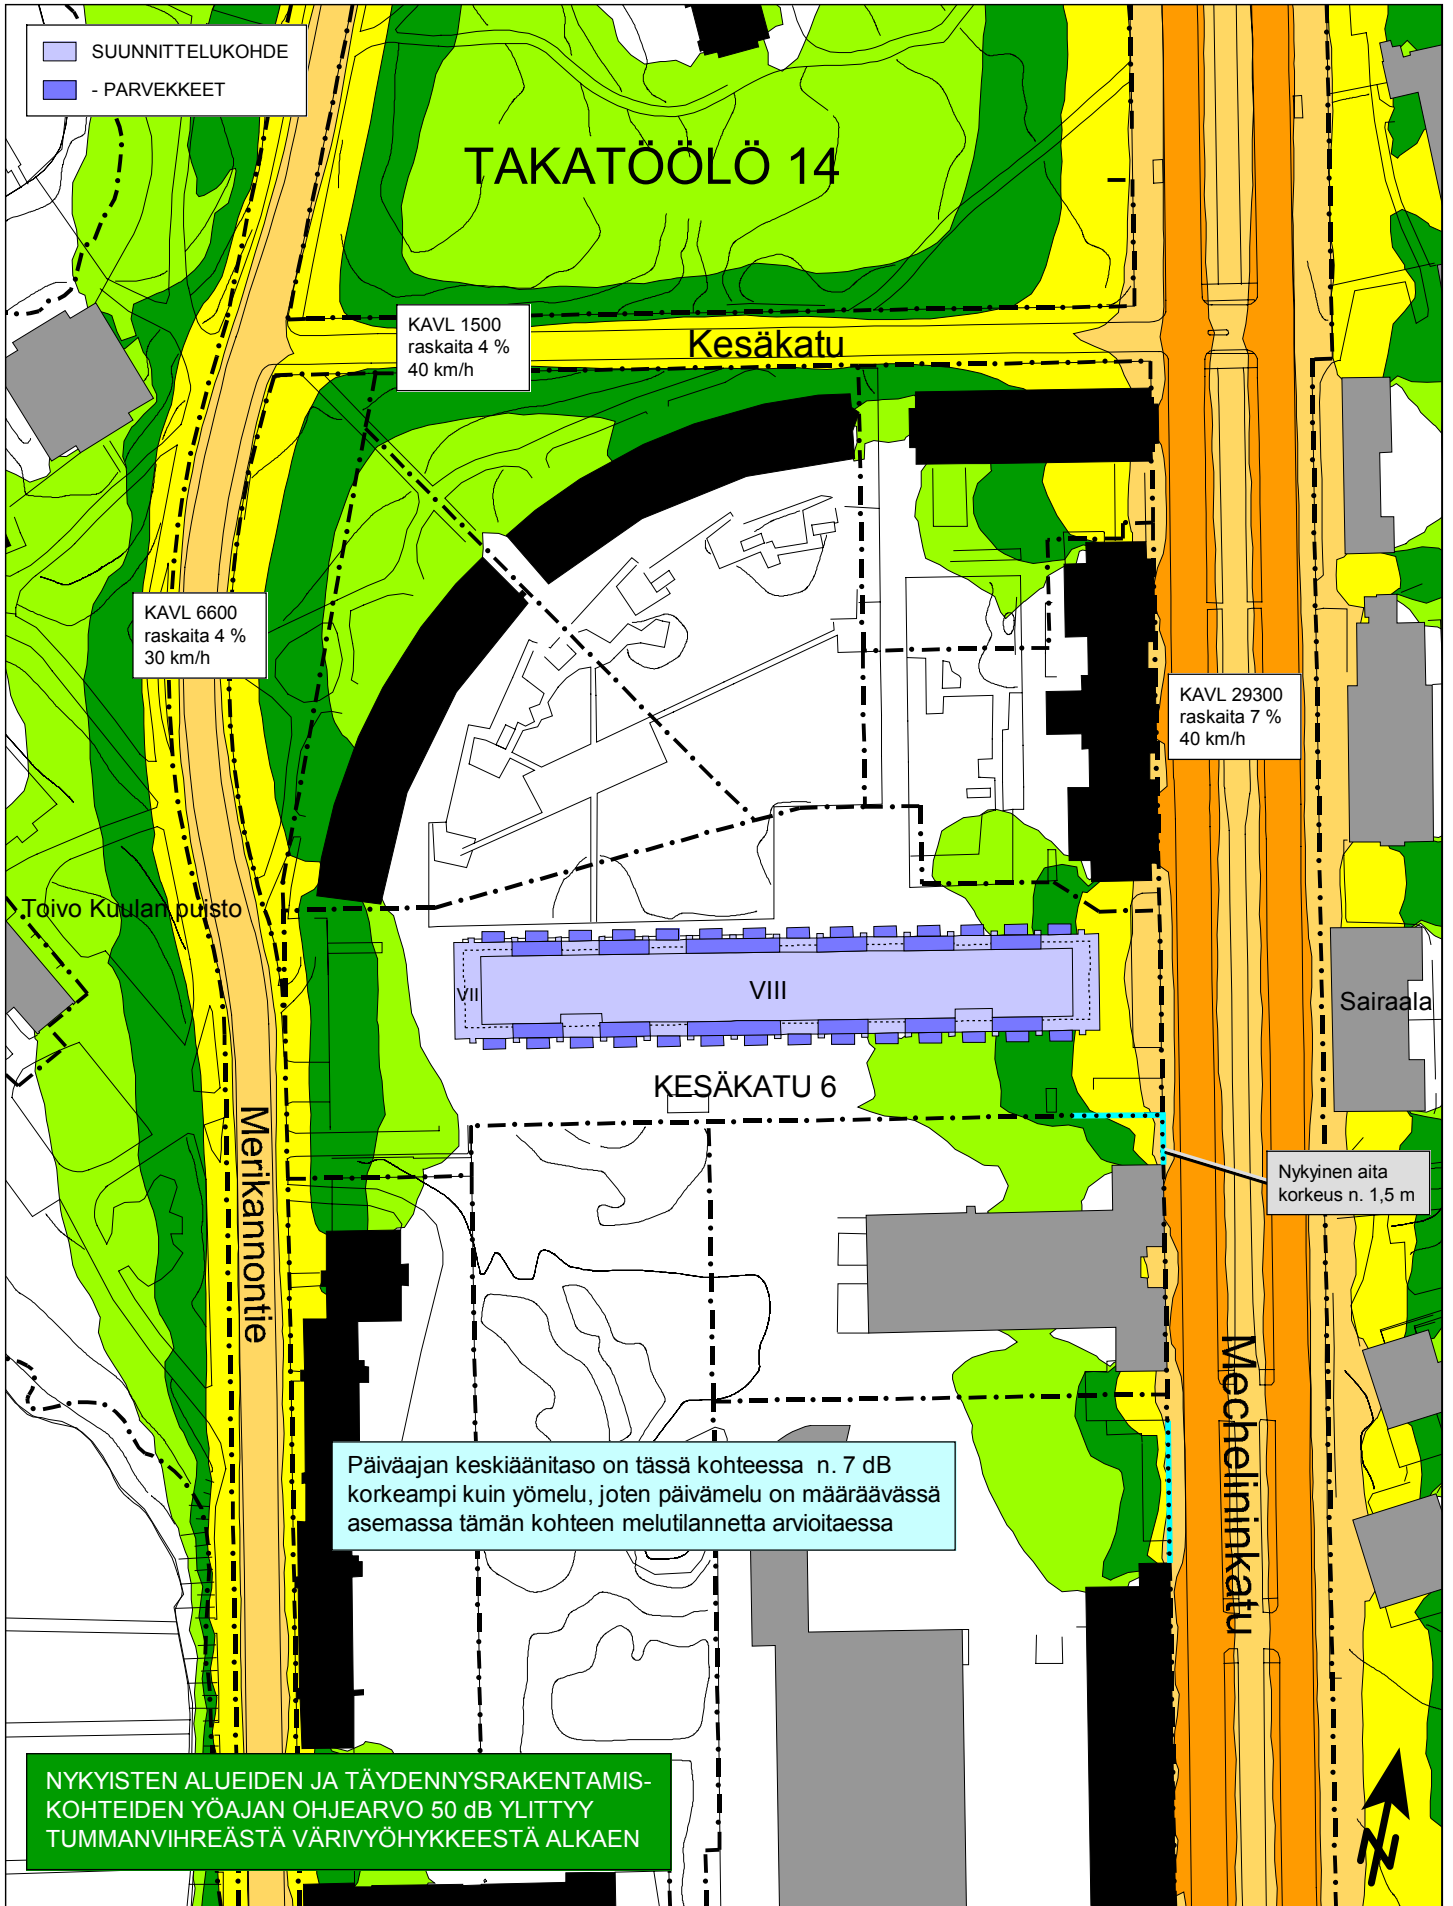 SUUNNITTELUKOHDE
- PARVEKKEET
TAKATÖÖLÖ 14
KAVL 1500
raskaita 4 %
40 km/h
Kesäkatu
KAVL 6600
raskaita 4 %
30 km/h
KAVL 29300
raskaita 7 %
40 km/h
Toivo Kuulan puisto
VII
VIII
Sairaala
KESÄKATU 6
Merikannontie
Nykyinen aita
korkeus n. 1,5 m
Mechelininkatu
Päiväajan keskiäänitaso on tässä kohteessa n. 7 dB
korkeampi kuin yömelu, joten päivämelu on määräävässä
asemassa tämän kohteen melutilannetta arvioitaessa
NYKYISTEN ALUEIDEN JA TÄYDENNYSRAKENTAMIS-
KOHTEIDEN YÖAJAN OHJEARVO 50 dB YLITTYY
TUMMANVIHREÄSTÄ VÄRIVYÖHYKKEESTÄ ALKAEN
N